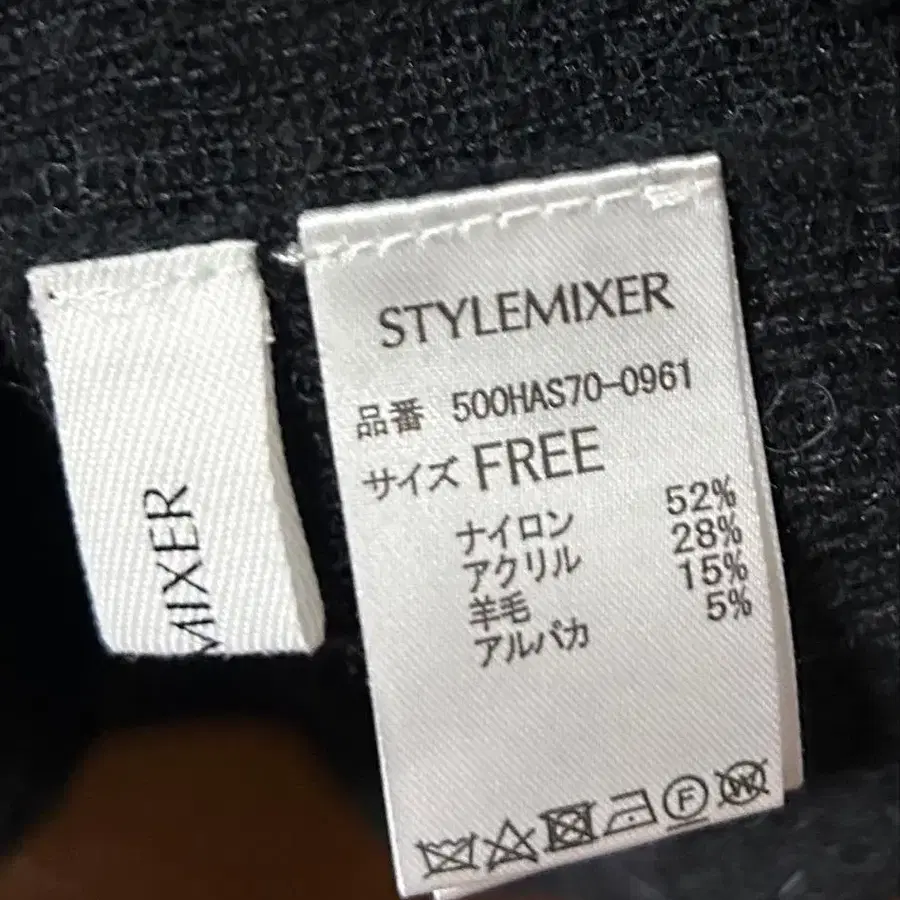 STYLEMIXER
品番 500HAS70-0961
サイズ FREE
ナイロン 52%
アクリル 28%
羊毛 15%
アルパカ 5%
F
W
MIXER